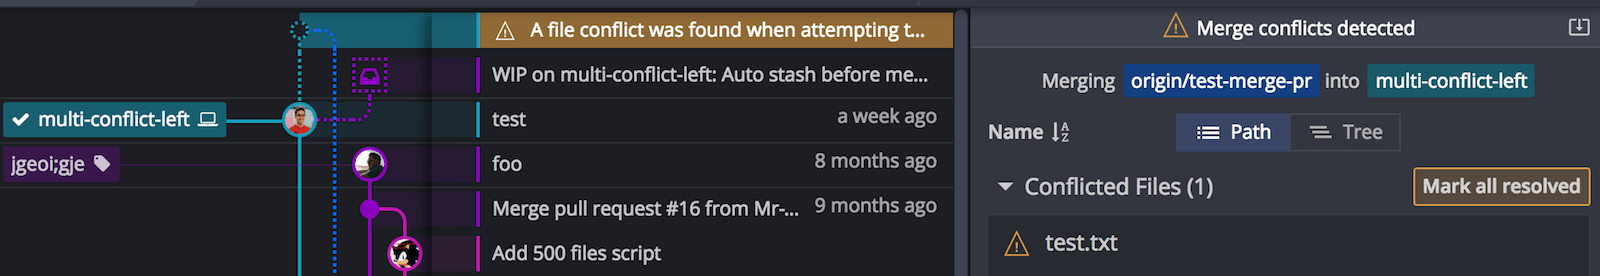 A file conflict was found when attempting t...
WIP on multi-conflict-left: Auto stash before me...
multi-conflict-left
test
a week ago
jgeoi;gje
foo
8 months ago
Merge pull request #16 from Mr-...
9 months ago
Add 500 files script
Merge conflicts detected
Merging origin/test-merge-pr into multi-conflict-left
Name
Path
Tree
Conflicted Files (1)
Mark all resolved
test.txt